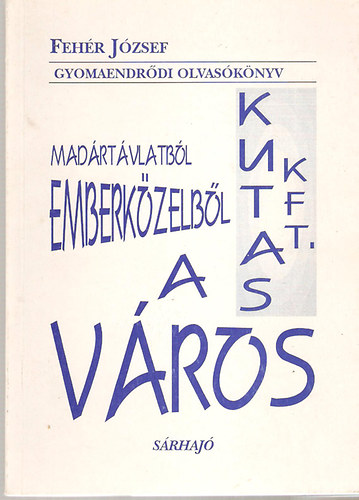 FEHÉR JÓZSEF
GYOMAENDRŐDI OLVASÓKÖNYV
MADÁRTÁVLATBÓL
EMBERKÖZELBŐL
A
VÁROS
KUTAS
KFT.
SÁRHAJÓ